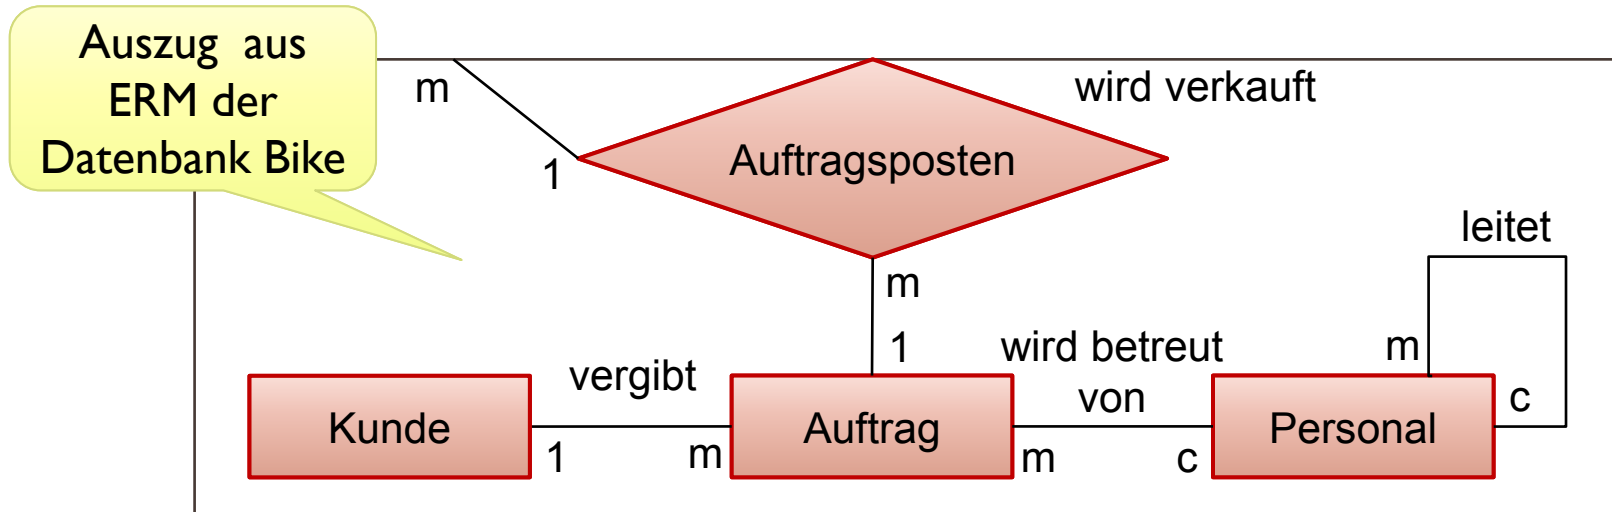 Auszug aus
ERM der
Datenbank Bike
m
wird verkauft
Auftragsposten
1
leitet
m
1
wird betreut
von
m
vergibt
c
Kunde
Auftrag
Personal
1
m
m
c